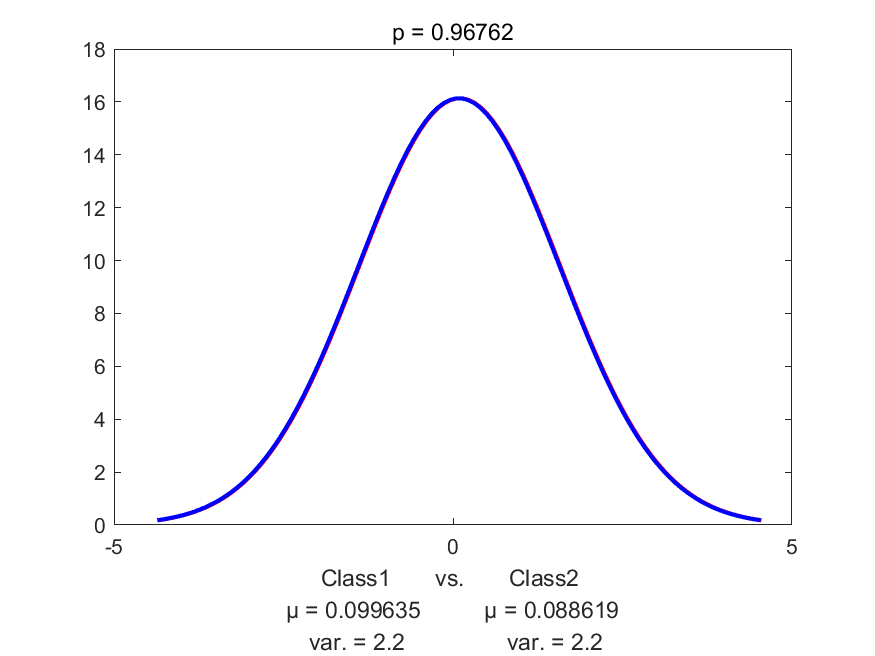 p = 0.96762
18
16
14
12
10
8
6
4
2
0
-5 0 5
Class1 vs. Class2
μ = 0.099635 μ = 0.088619
var. = 2.2 var. = 2.2